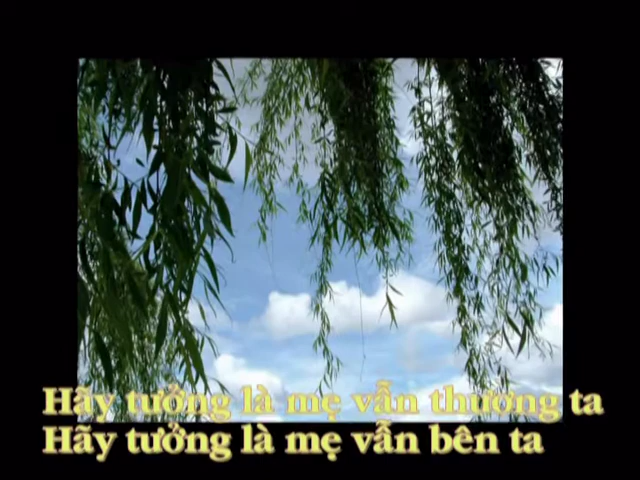 Hãy tưởng là mẹ vẫn thương ta
Hãy tưởng là mẹ vẫn bên ta